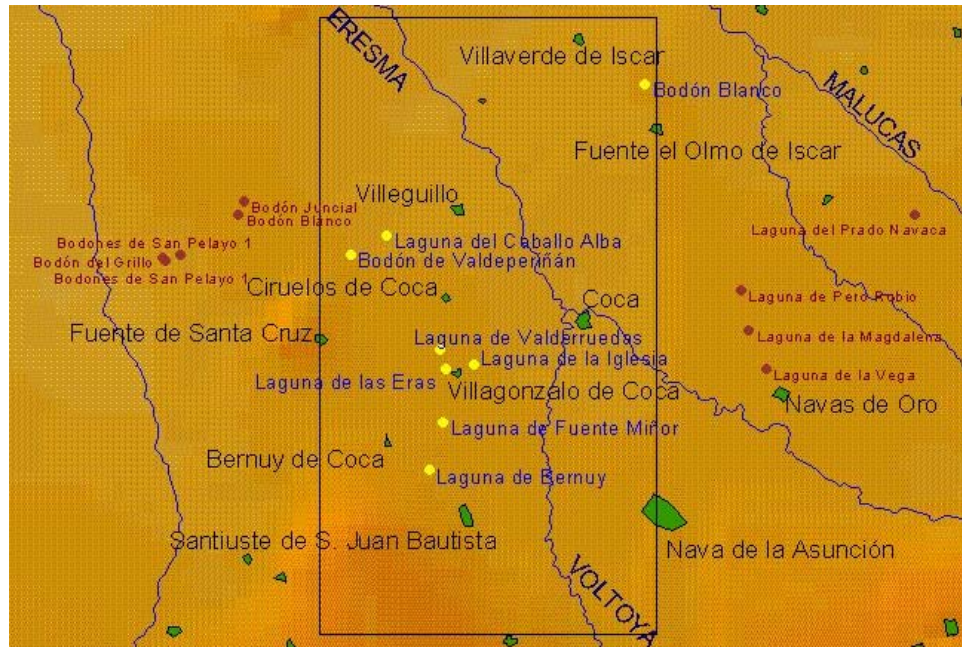 ERESMA
Villaverde de Iscar
Bodón Blanco
MALUCAS
Fuente el Olmo de Iscar
Villeguillo
Bodón Juncial
Bodón Blanco
Laguna del Prado Navaca
Bodones de San Pelayo 1
Laguna del Caballo Alba
Bodón del Grillo
Bodón de Valdeperiñán
Bodones de San Pelayo 1
Ciruelos de Coca
Coca
Laguna de Pero Rubio
Fuente de Santa Cruz
Laguna de Valderruedas
Laguna de la Magdalena
Laguna de la Iglesia
Laguna de las Eras
Villagonzalo de Coca
Laguna de la Vega
Navas de Oro
Laguna de Fuente Miñor
Bernuy de Coca
Laguna de Bernuy
Santiuste de S. Juan Bautista
Nava de la Asunción
VOLTOYA